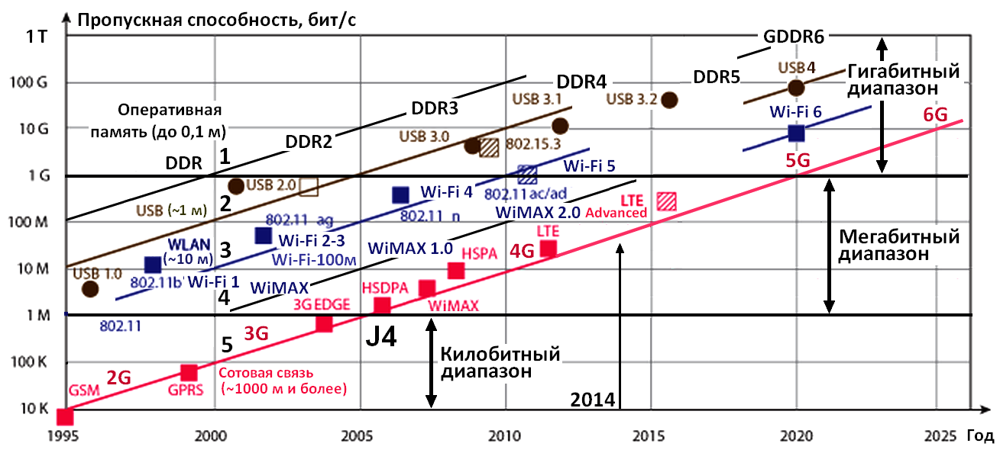 Пропускная способность, бит/с
1 T
GDDR6
100 G
DDR4
DDR5
USB 4
Гигабитный
диапазон
Оперативная
память (до 0,1 м)
DDR3
USB 3.1
USB 3.2
Wi-Fi 6
6G
10 G
DDR2
USB 3.0
802.15.3
DDR
1
5G
Wi-Fi 5
1 G
USB 2.0
Wi-Fi 4
802.11 ac/ad
USB (~1 м)
2
WiMAX 2.0
LTE
Advanced
100 M
802.11 ag
802.11 n
WLAN
(~10 м)
3
Wi-Fi 2-3
Wi-Fi-100м
WiMAX 1.0
4G
LTE
HSPA
Мегабитный
диапазон
10 M
USB 1.0
802.11b
Wi-Fi 1
4
WiMAX
HSDPA
3G EDGE
WiMAX
1 M
802.11
3G
5
J4
Килобитный
диапазон
100 K
2G
GSM
GPRS
Сотовая связь
(~1000 м и более)
2014
10 K
1995
2000
2005
2010
2015
2020
2025
Год